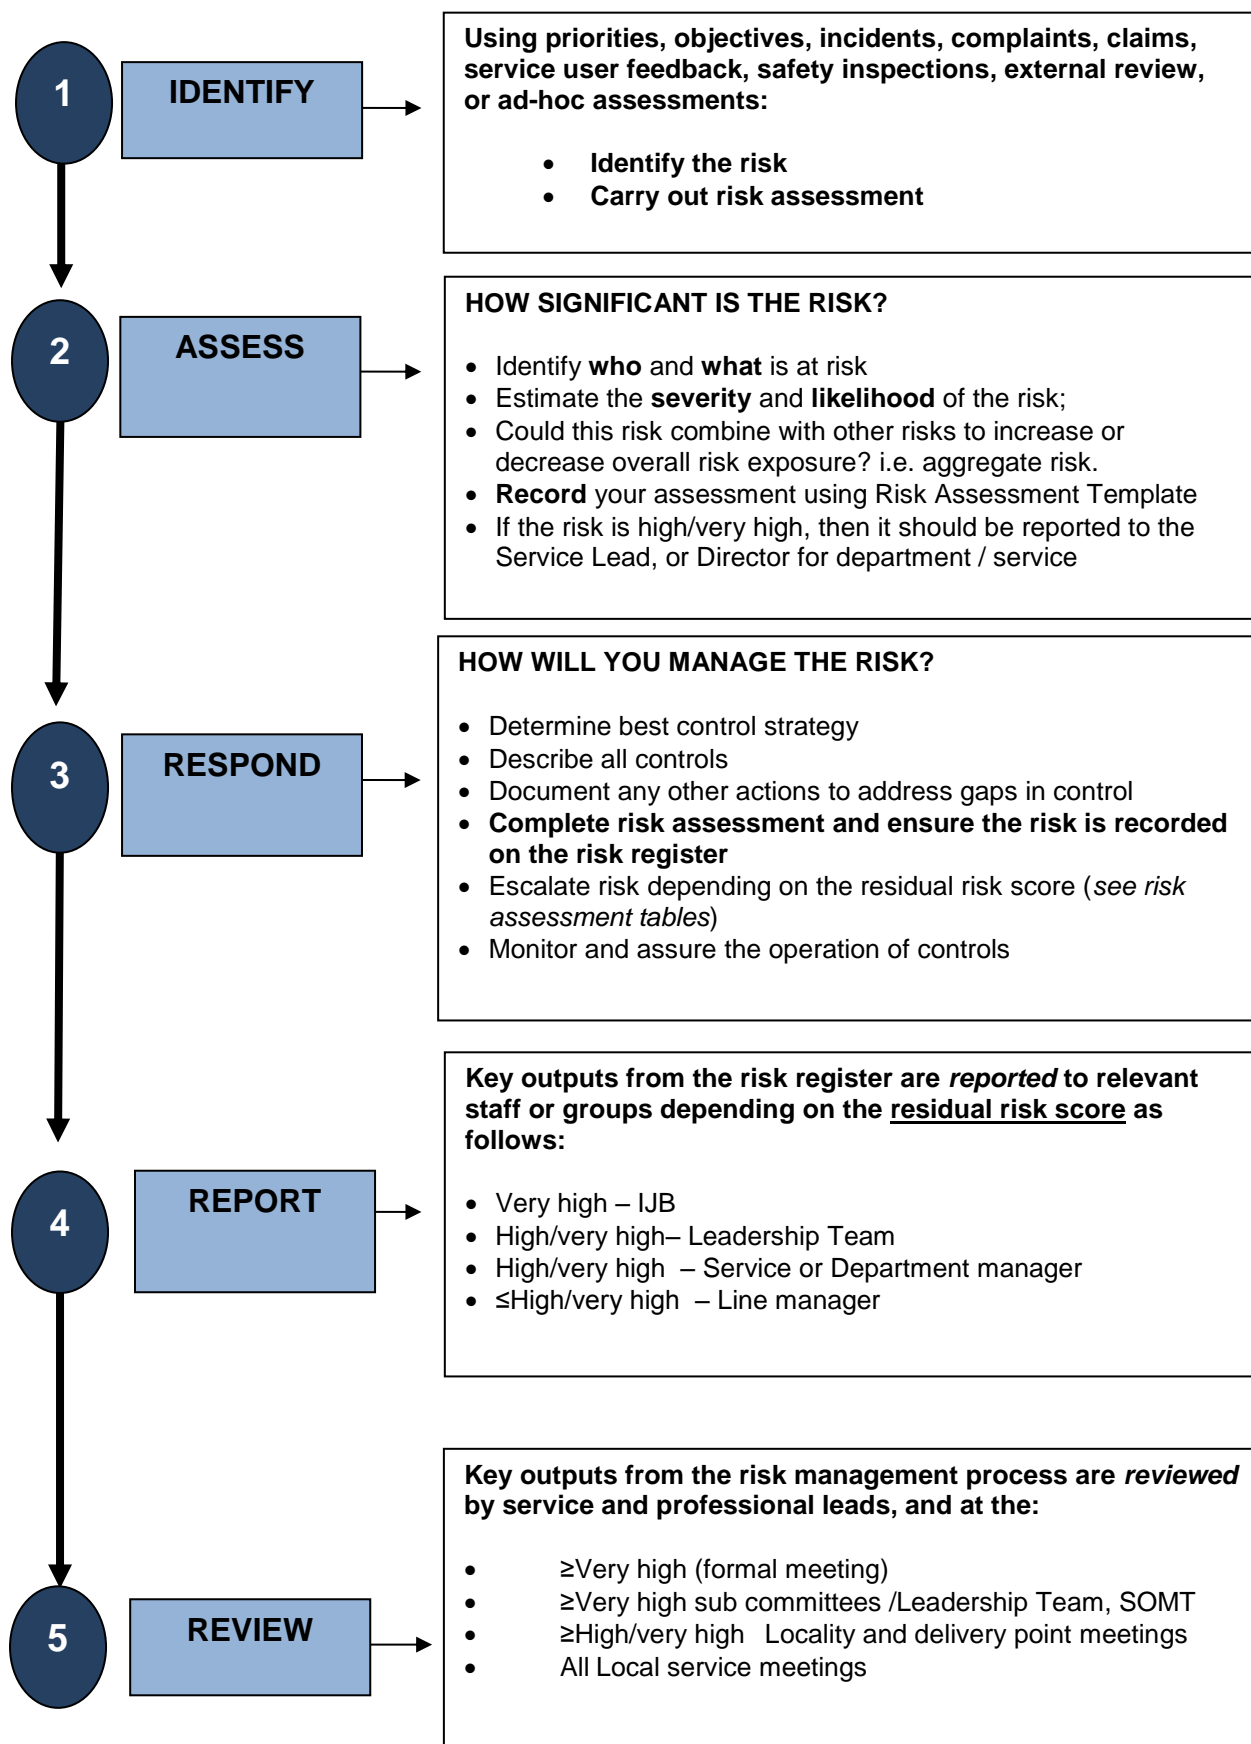 1
IDENTIFY
Using priorities, objectives, incidents, complaints, claims,
service user feedback, safety inspections, external review,
or ad-hoc assessments:
• Identify the risk
• Carry out risk assessment
2
ASSESS
HOW SIGNIFICANT IS THE RISK?
• Identify who and what is at risk
• Estimate the severity and likelihood of the risk;
• Could this risk combine with other risks to increase or
decrease overall risk exposure? i.e. aggregate risk.
• Record your assessment using Risk Assessment Template
• If the risk is high/very high, then it should be reported to the
Service Lead, or Director for department / service
3
RESPOND
HOW WILL YOU MANAGE THE RISK?
• Determine best control strategy
• Describe all controls
• Document any other actions to address gaps in control
• Complete risk assessment and ensure the risk is recorded
on the risk register
• Escalate risk depending on the residual risk score (see risk
assessment tables)
• Monitor and assure the operation of controls
4
REPORT
Key outputs from the risk register are reported to relevant
staff or groups depending on the residual risk score as
follows:
• Very high – IJB
• High/very high– Leadership Team
• High/very high – Service or Department manager
• ≤High/very high – Line manager
5
REVIEW
Key outputs from the risk management process are reviewed
by service and professional leads, and at the:
• ≥Very high (formal meeting)
• ≥Very high sub committees /Leadership Team, SOMT
• ≥High/very high Locality and delivery point meetings
• All Local service meetings